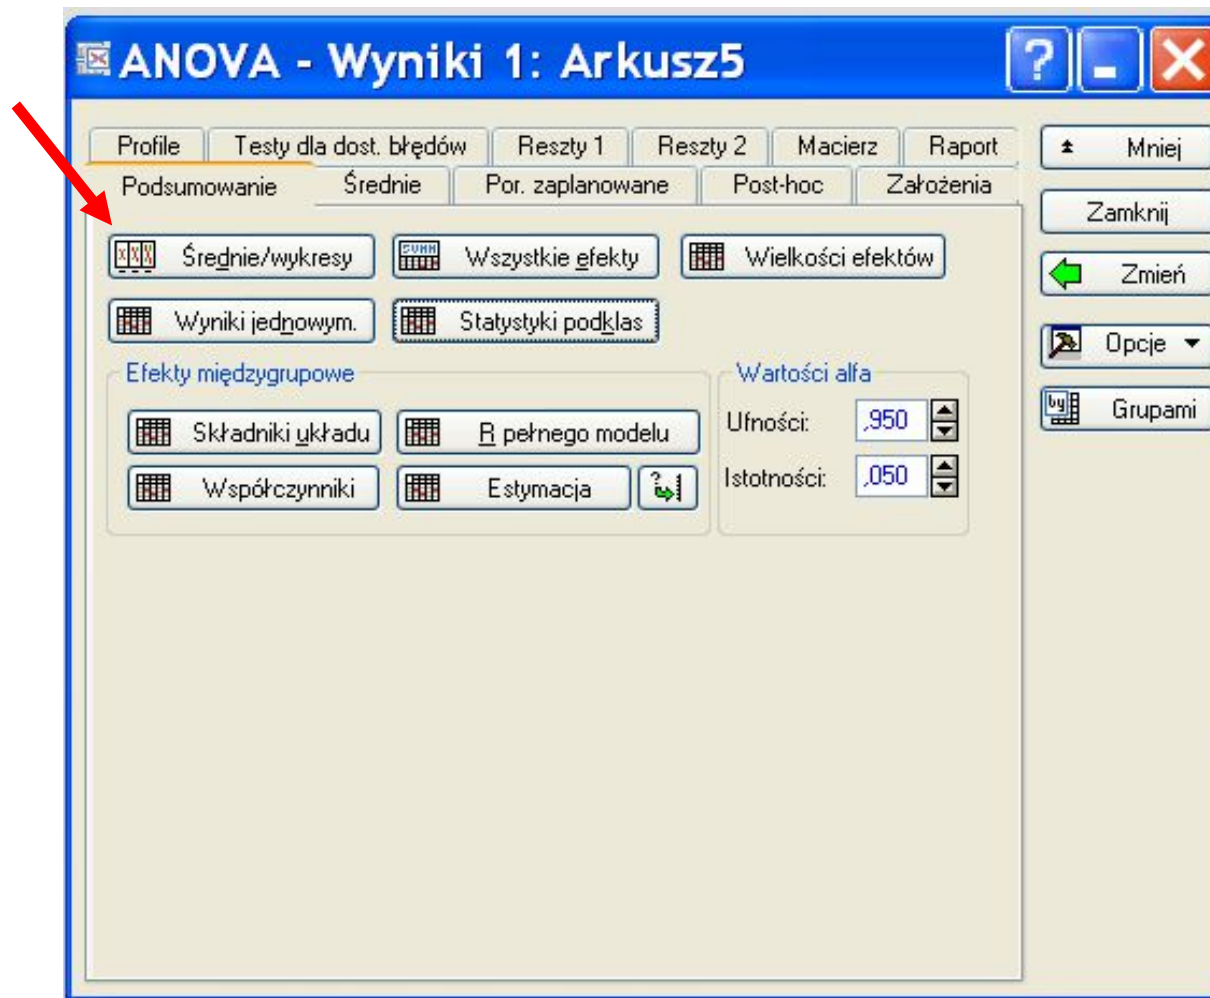 ANOVA - Wyniki 1: Arkusz5
Profile Testy dla dost. błędów Reszty 1 Reszty 2 Macierz Raport
Podsumowanie Średnie Por. zaplanowane Post-hoc Założenia
Średnie/wykresy Wszystkie efekty Wielkości efektów
Wyniki jednowym. Statystyki podklas
Efekty międzygrupowe
Składniki układu R pełnego modelu
Współczynniki Estymacja
Wartości alfa
Ufności: ,950
Istotności: ,050
Mniej
Zamknij
Zmień
Opcje
Grupami